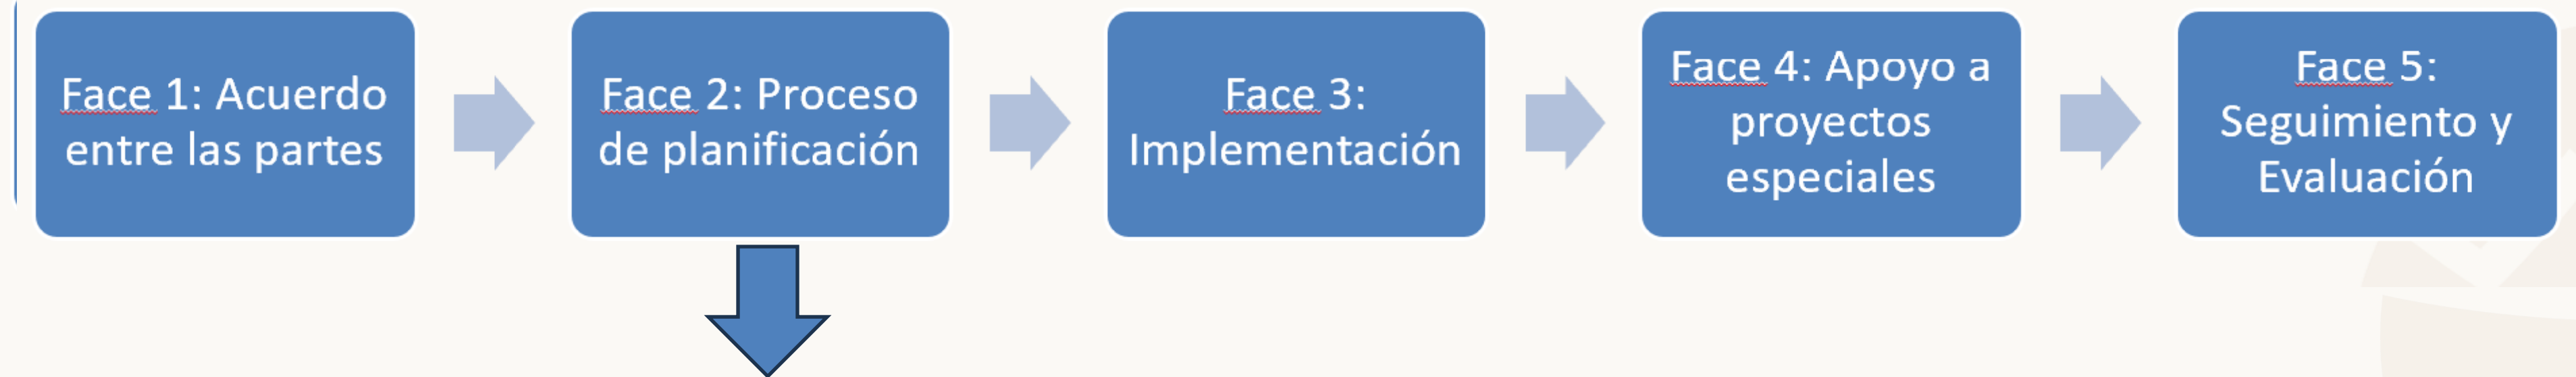 Face 1: Acuerdo
entre las partes
Face 2: Proceso
de planificación
Face 3:
Implementación
Face 4: Apoyo a
proyectos
especiales
Face 5:
Seguimiento y
Evaluación